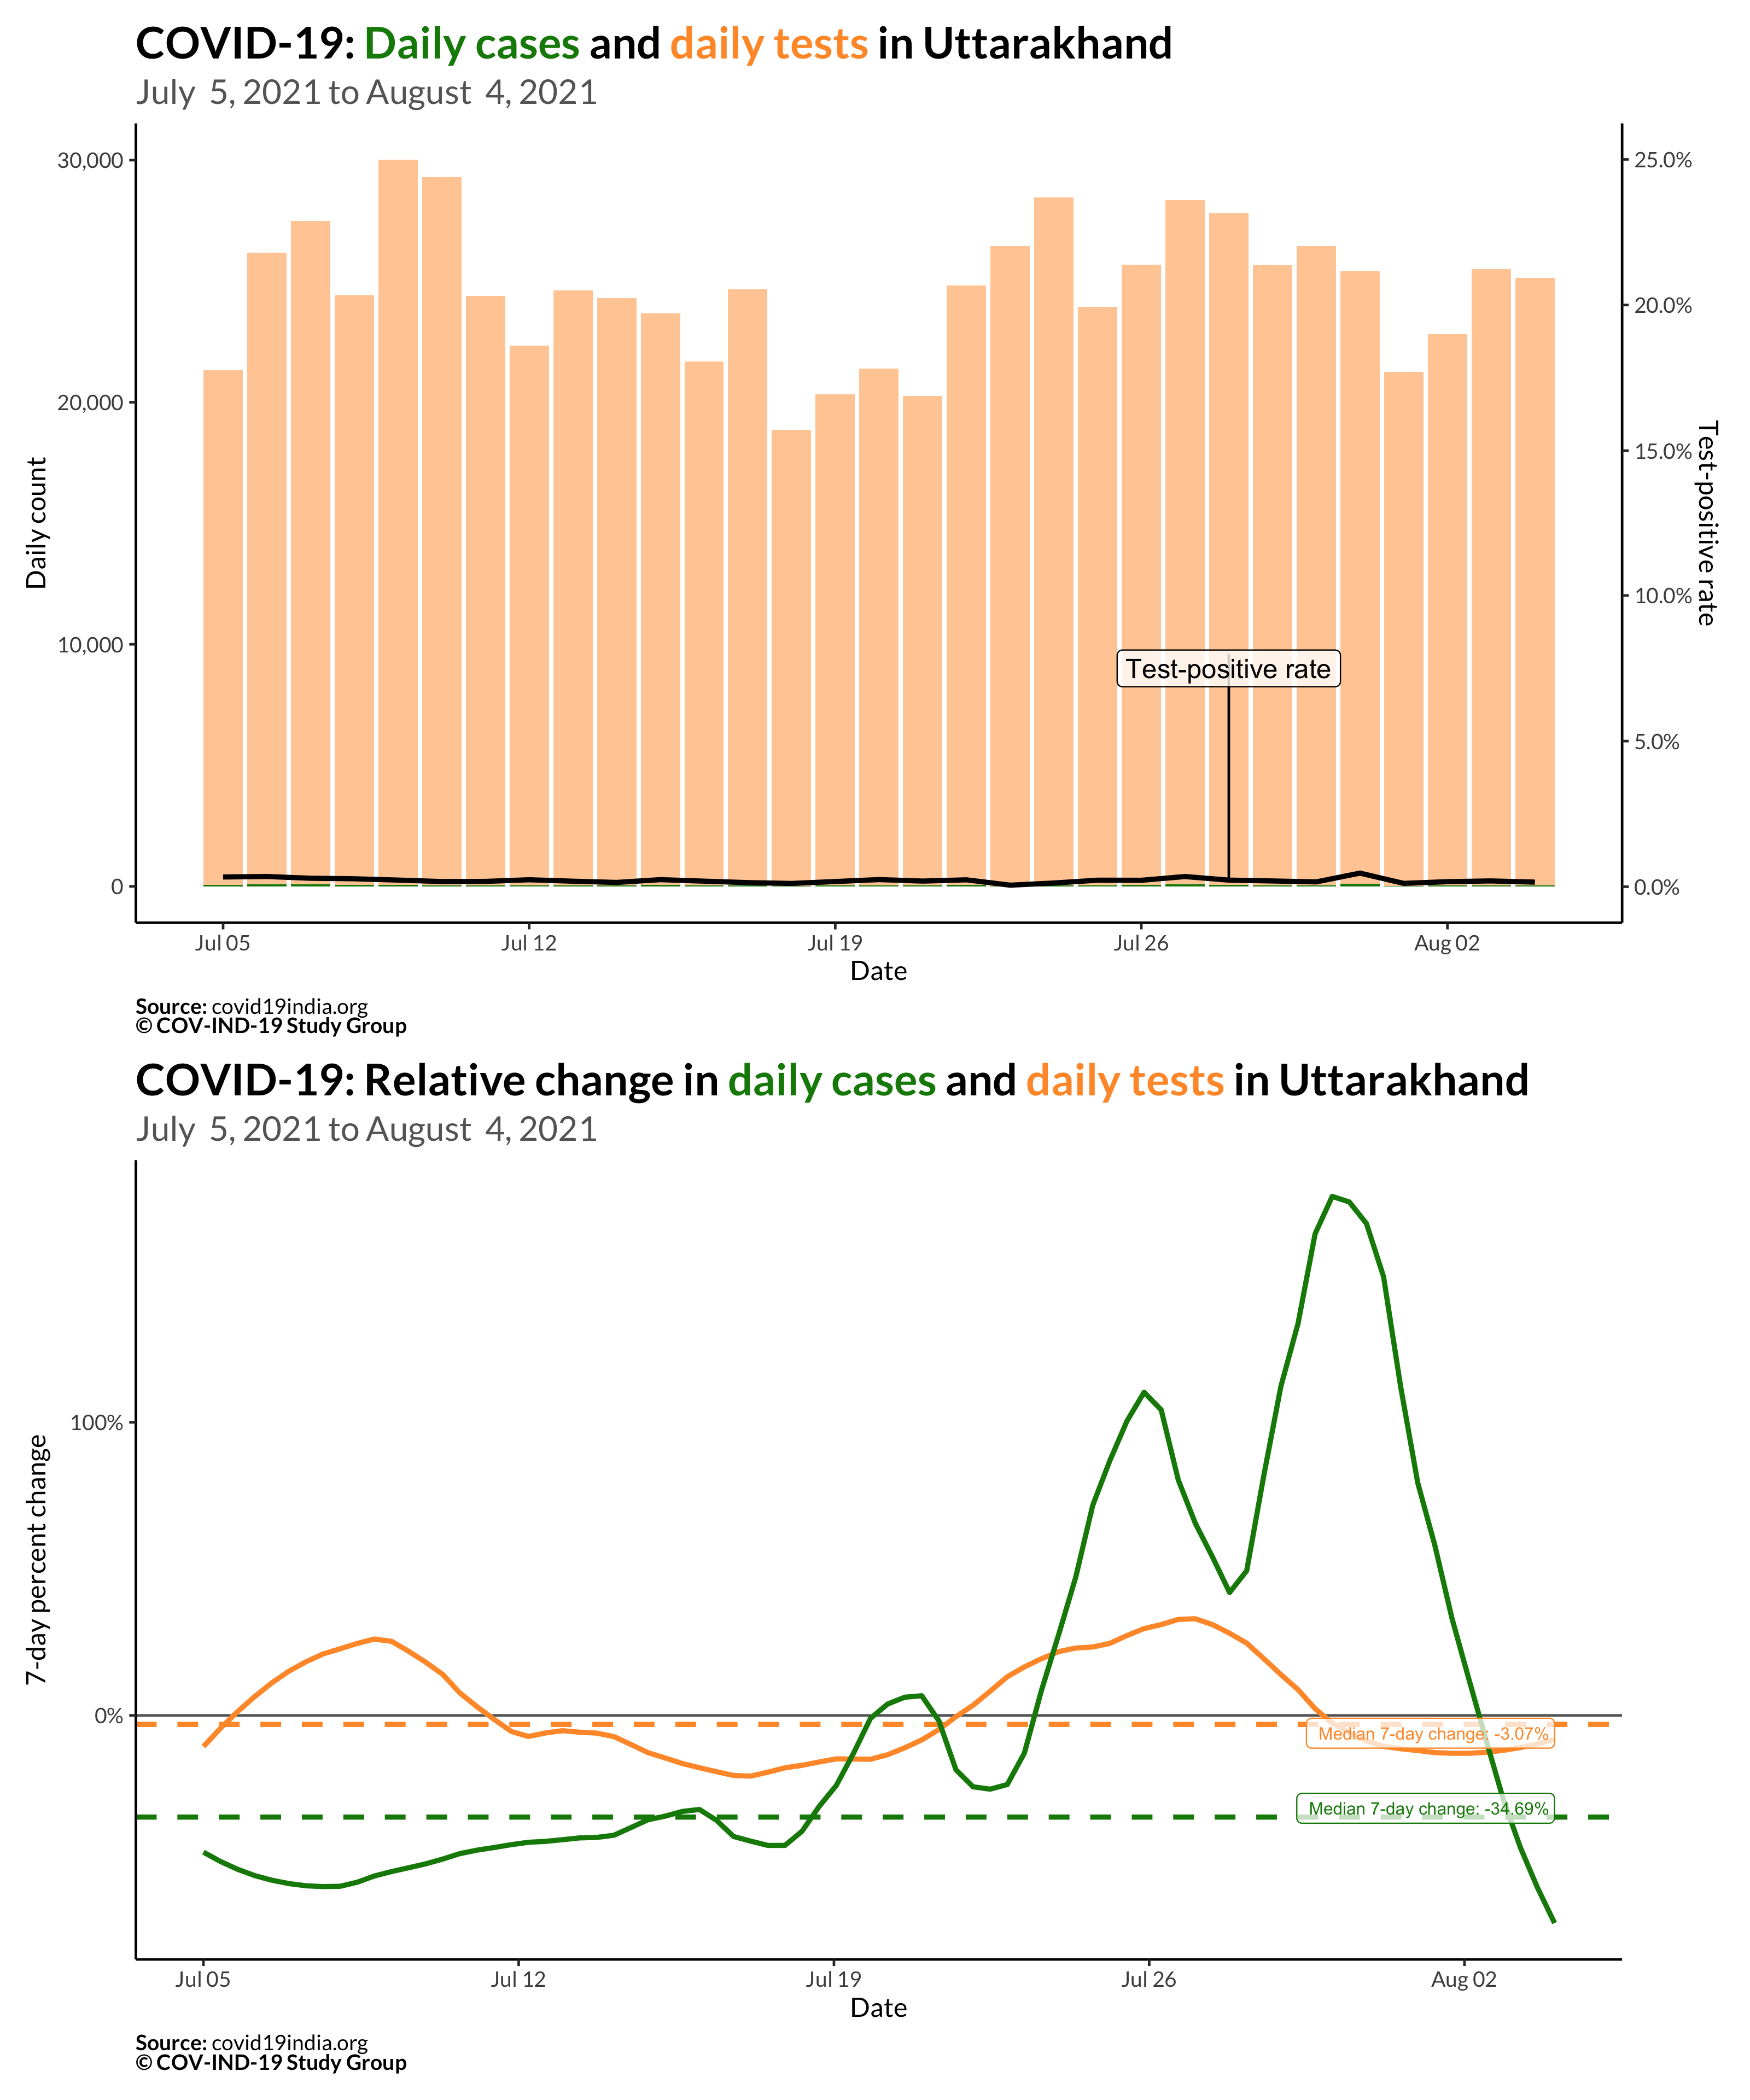 COVID-19: Daily cases and daily tests in Uttarakhand
July 5, 2021 to August 4, 2021
30,000
20,000
10,000
0
Daily count
25.0%
20.0%
15.0%
10.0%
5.0%
0.0%
Test-positive rate
Test-positive rate
Jul 05 Jul 12 Jul 19 Jul 26 Aug 02
Date
Source: covid19india.org
© COV-IND-19 Study Group
COVID-19: Relative change in daily cases and daily tests in Uttarakhand
July 5, 2021 to August 4, 2021
100%
0%
7-day percent change
Median 7-day change: -3.07%
Median 7-day change: -34.69%
Jul 05 Jul 12 Jul 19 Jul 26 Aug 02
Date
Source: covid19india.org
© COV-IND-19 Study Group